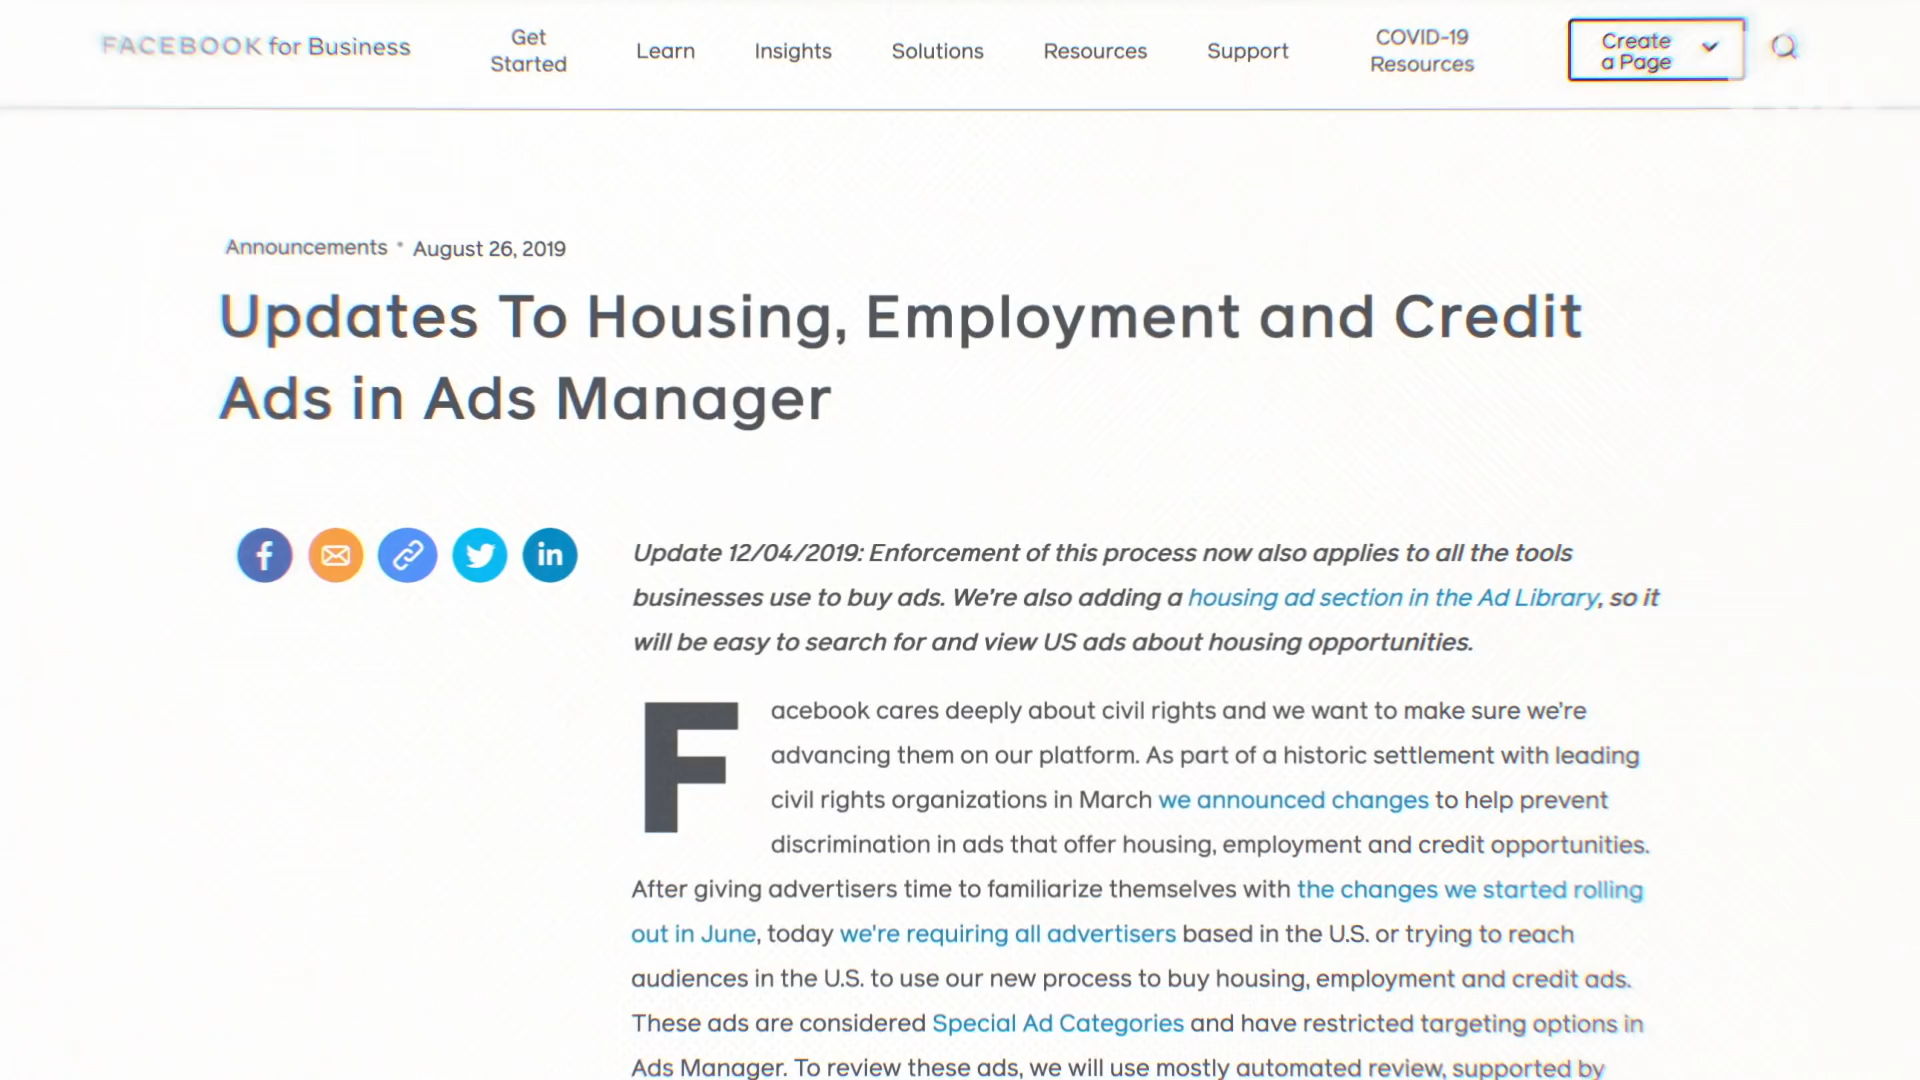 FACEBOOK for Business
Get Started
Learn
Insights
Solutions
Resources
Support
COVID-19 Resources
Create a Page
Announcements • August 26, 2019
Updates To Housing, Employment and Credit
Ads in Ads Manager
Update 12/04/2019: Enforcement of this process now also applies to all the tools
businesses use to buy ads. We're also adding a housing ad section in the Ad Library, so it
will be easy to search for and view US ads about housing opportunities.
Facebook cares deeply about civil rights and we want to make sure we're
advancing them on our platform. As part of a historic settlement with leading
civil rights organizations in March we announced changes to help prevent
discrimination in ads that offer housing, employment and credit opportunities.
After giving advertisers time to familiarize themselves with the changes we started rolling
out in June, today we're requiring all advertisers based in the U.S. or trying to reach
audiences in the U.S. to use our new process to buy housing, employment and credit ads.
These ads are considered Special Ad Categories and have restricted targeting options in
Ads Manager. To review these ads, we will use mostly automated review, supported by